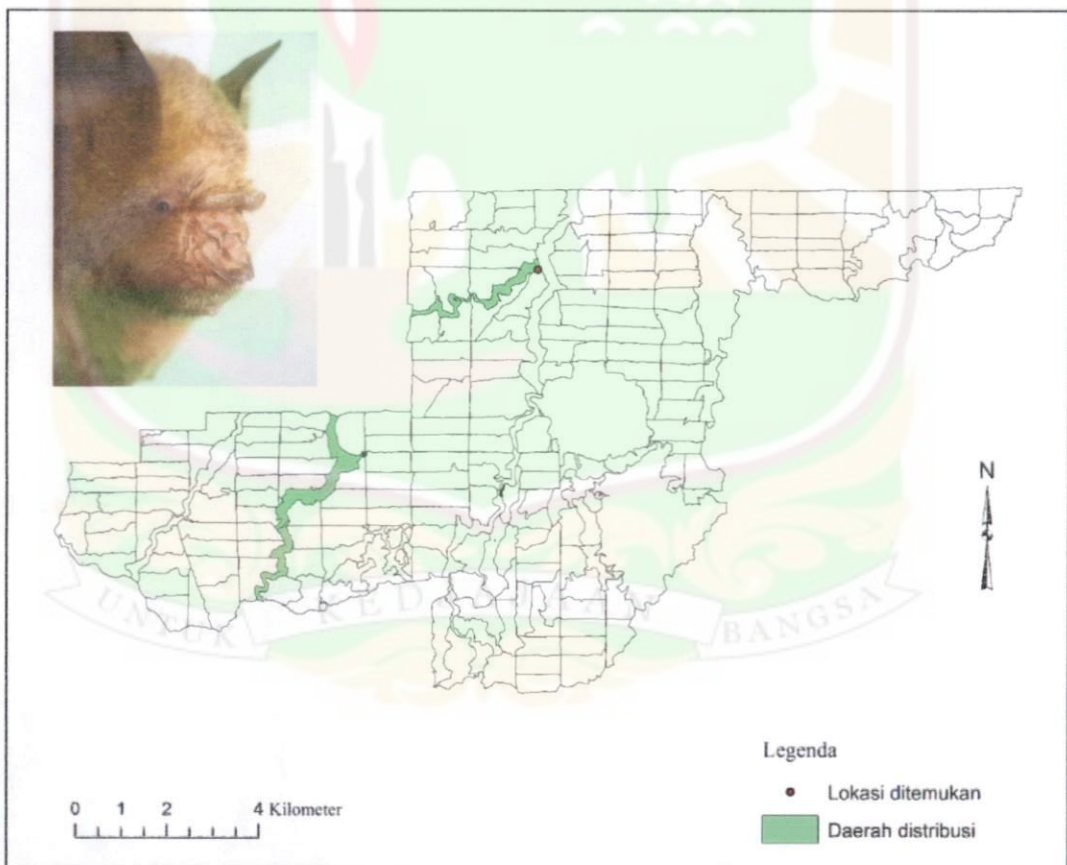 N
UNTUK KEDJAJAAN BANGSA
Legenda
Lokasi ditemukan
Daerah distribusi
0 1 2 4 Kilometer